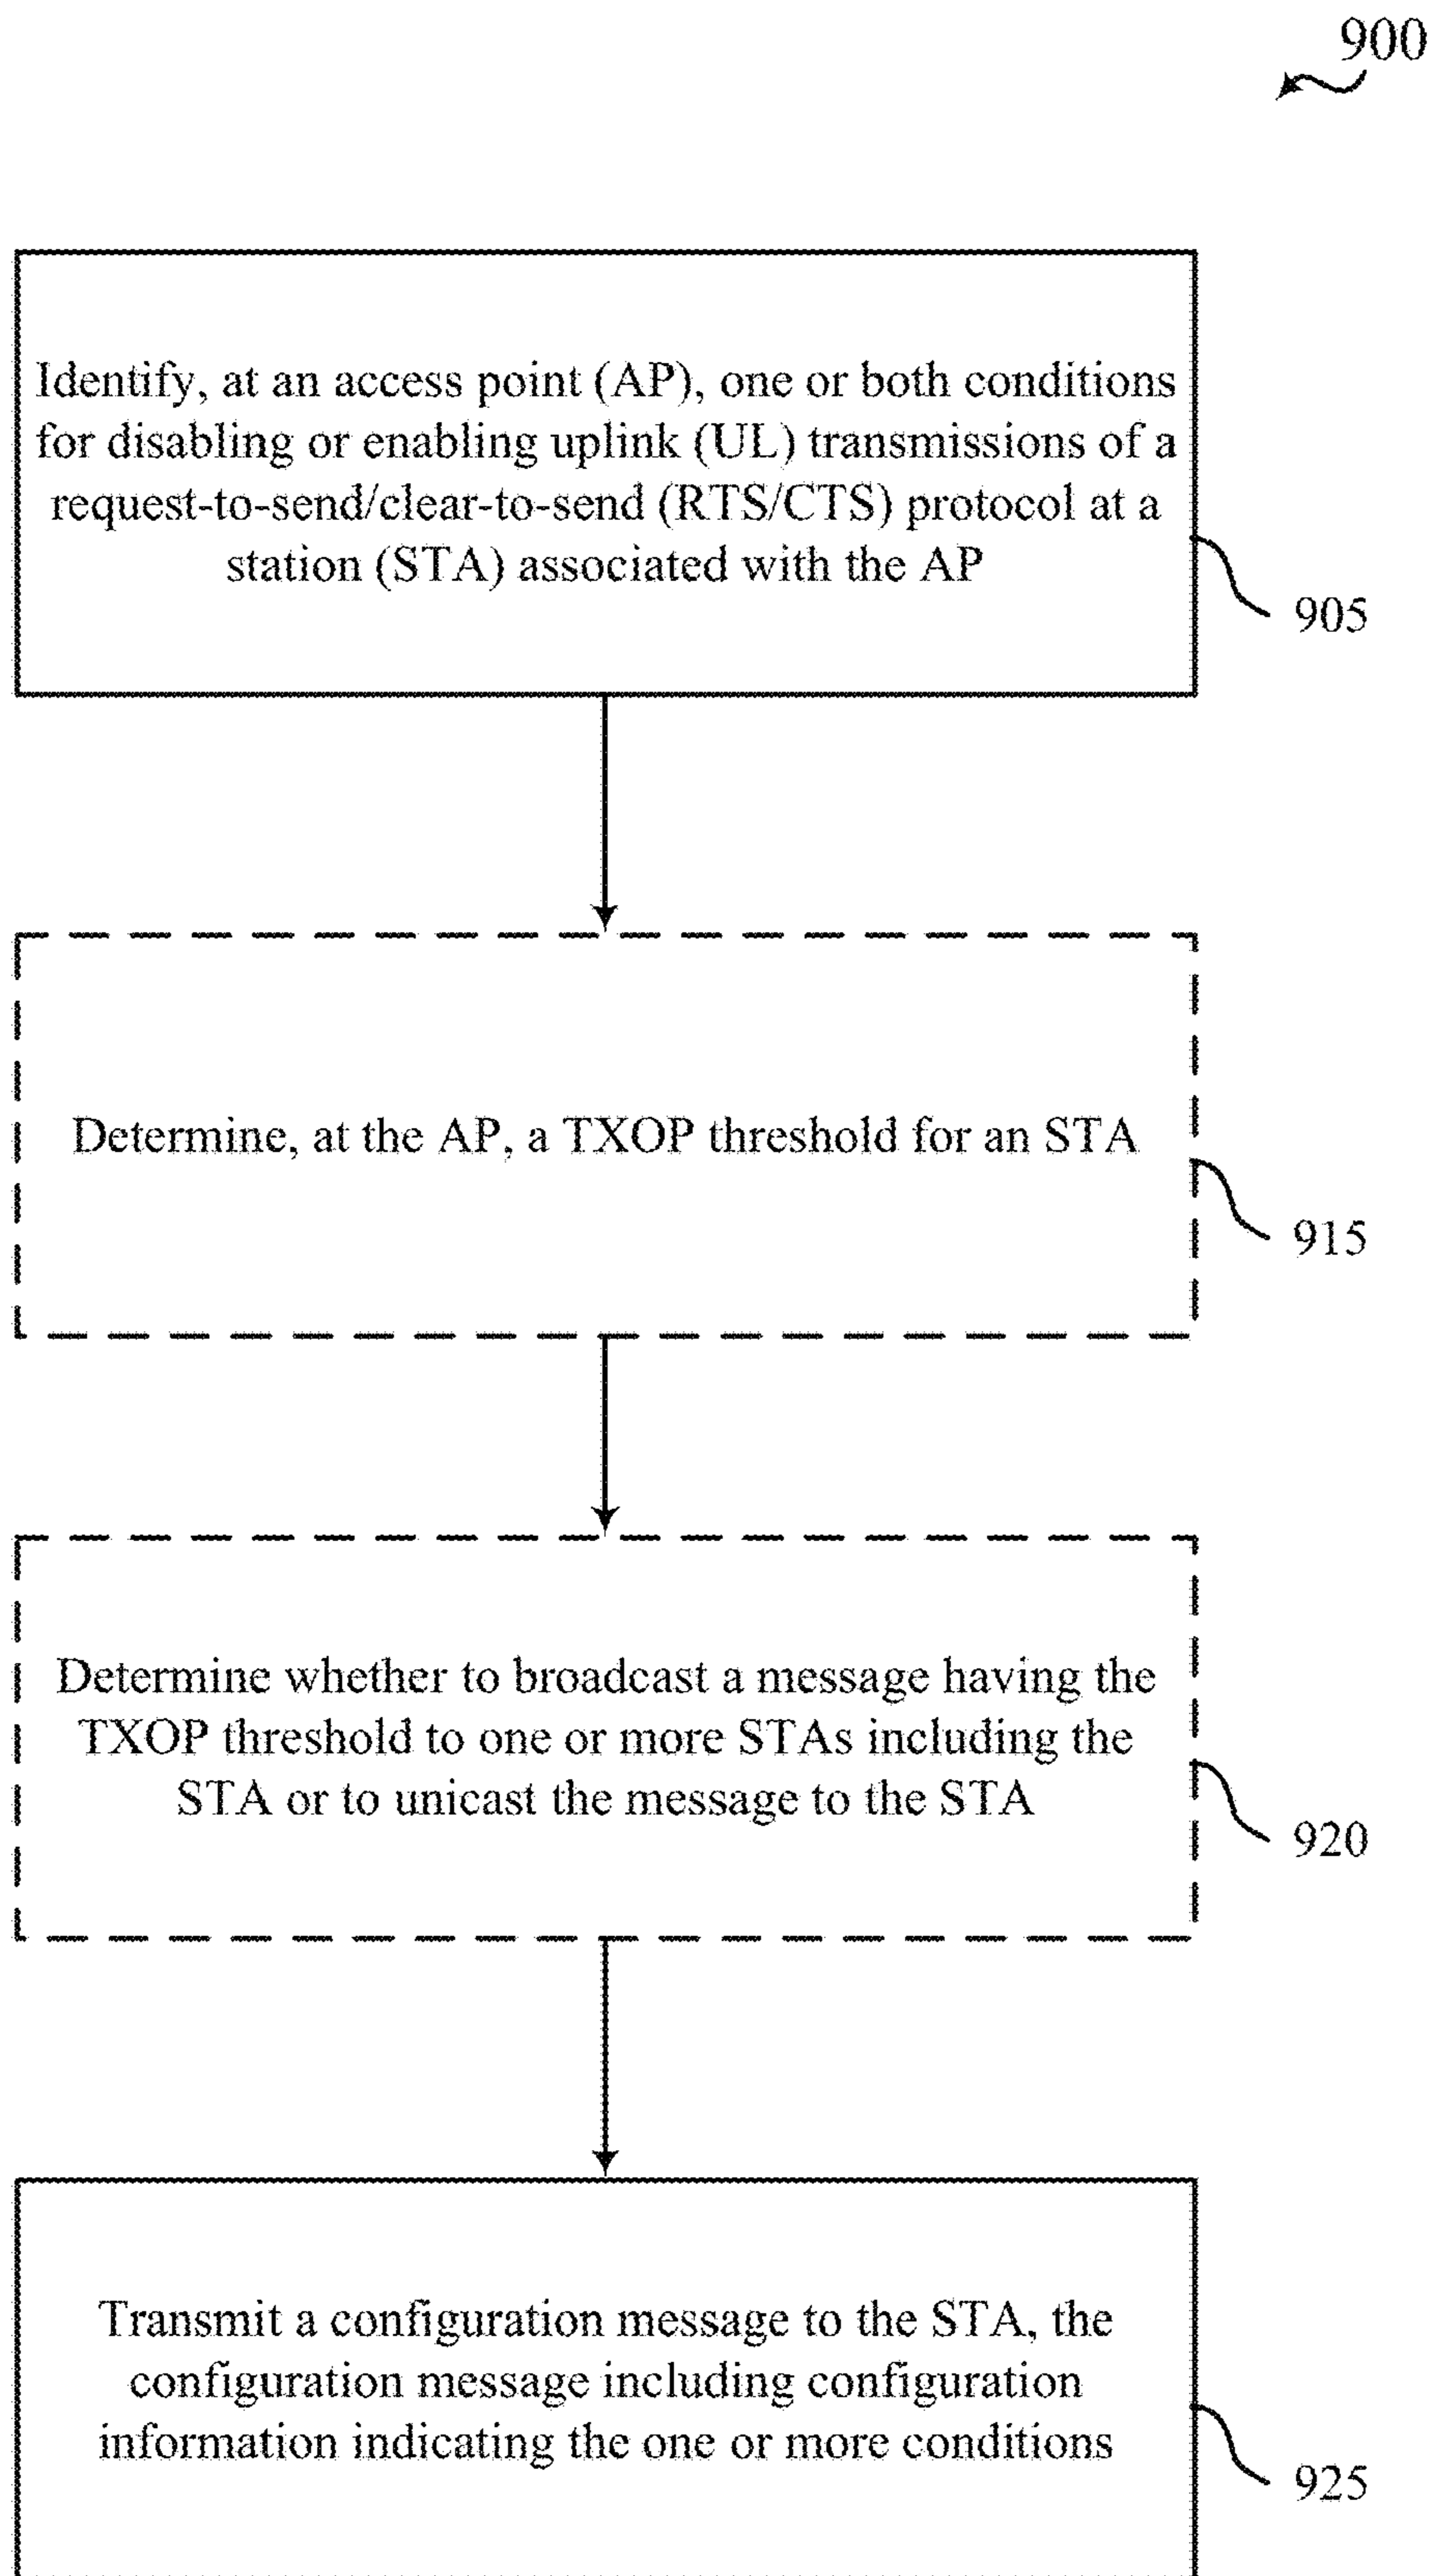 900
Identify, at an access point (AP), one or both conditions
for disabling or enabling uplink (UL) transmissions of a
request-to-send/clear-to-send (RTS/CTS) protocol at a
station (STA) associated with the AP
905
Determine, at the AP, a TXOP threshold for an STA
915
Determine whether to broadcast a message having the
TXOP threshold to one or more STAs including the
STA or to unicast the message to the STA
920
Transmit a configuration message to the STA, the
configuration message including configuration
information indicating the one or more conditions
925